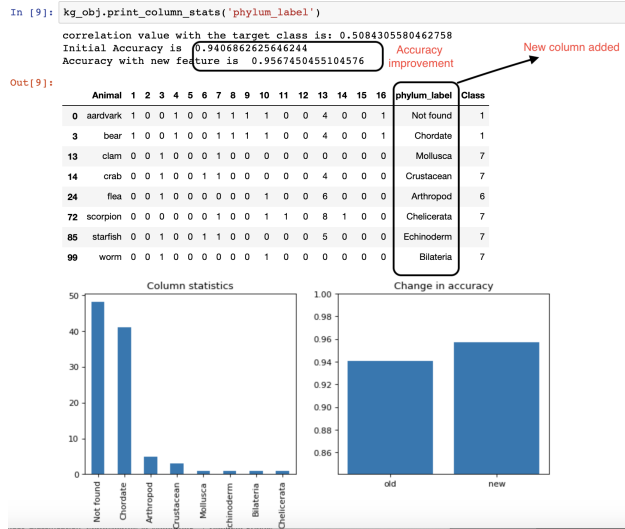 In [9]: kg_obj.print_column_stats('phylum_label')
correlation value with the target class is: 0.5084305580462758
Initial Accuracy is 0.9406862625646244
Accuracy with new feature is 0.9567450455104576
Accuracy
improvement
New column added
Out[9]:
Animal 1 2 3 4 5 6 7 8 9 10 11 12 13 14 15 16 phylum_label Class
0 aardvark 1 0 0 1 0 0 1 1 1 1 0 0 4 0 0 1 Not found 1
3 bear 1 0 0 1 0 0 1 1 1 1 0 0 4 0 0 1 Chordate 1
13 clam 0 0 1 0 0 0 1 0 0 0 0 0 0 0 0 0 Mollusca 7
14 crab 0 0 1 0 0 1 1 0 0 0 0 0 4 0 0 0 Crustacean 7
24 flea 0 0 1 0 0 0 0 0 0 1 0 0 6 0 0 0 Arthropod 6
72 scorpion 0 0 0 0 0 0 1 0 0 1 1 0 8 1 0 0 Chelicerata 7
85 starfish 0 0 1 0 0 1 1 0 0 0 0 0 5 0 0 0 Echinoderm 7
99 worm 0 0 1 0 0 0 0 0 0 1 0 0 0 0 0 0 Bilateria 7
Column statistics
50
40
30
20
10
0
Not found
Chordate
Arthropod
Crustacean
Mollusca
Echinoderm
Bilateria
Chelicerata
Change in accuracy
1.00
0.98
0.96
0.94
0.92
0.90
0.88
0.86
old
new